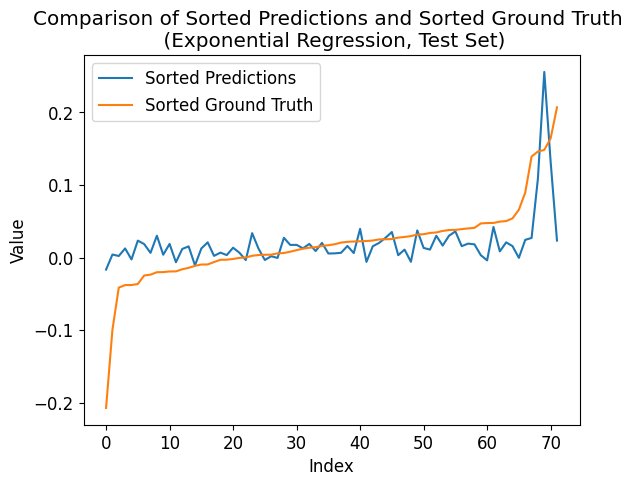 Comparison of Sorted Predictions and Sorted Ground Truth
(Exponential Regression, Test Set)
Sorted Predictions
Sorted Ground Truth
Value
0.2
0.1
0.0
−0.1
−0.2
0 10 20 30 40 50 60 70
Index